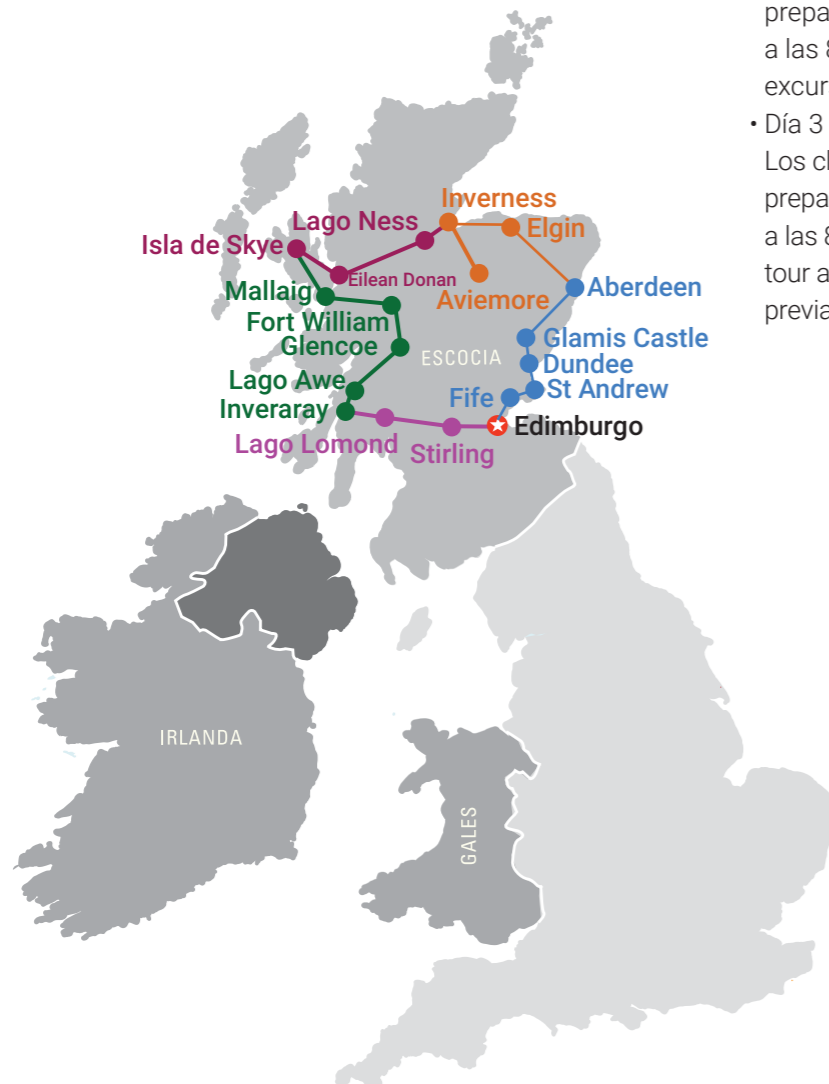 prepa
a las 8
excur
• Día 3
Los cl
prepa
a las 8
tour a
previa
Inverness
Lago Ness
Elgin
Isla de Skye
Eilean Donan
Mallaig
Aviemore
Aberdeen
Fort William
Glencoe
ESCOCIA
Glamis Castle
Dundee
Lago Awe
St Andrew
Fife
Inveraray
Edimburgo
Lago Lomond
Stirling
IRLANDA
GALES